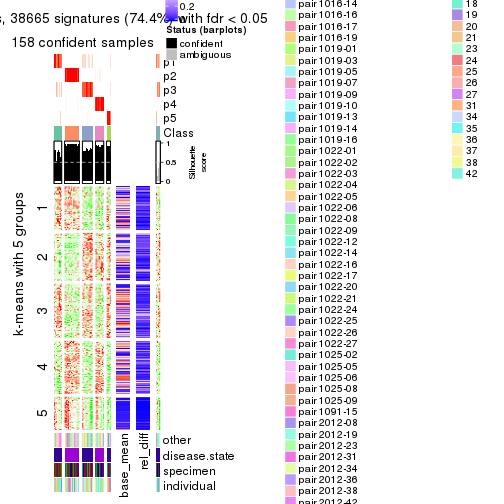 , 38665 signatures (74.4%) with fdr < 0.05
158 confident samples
0.2
Status (barplots)
confident
ambiguous
p1
p2
p3
p4
p5
Class
1
0.5
0
Silhouette
score
k-means with 5 groups
1
2
3
4
5
base_mean
rel_diff
other
disease.state
specimen
individual
pair1016-14
pair1016-16
pair1016-17
pair1016-19
pair1019-01
pair1019-03
pair1019-05
pair1019-07
pair1019-09
pair1019-10
pair1019-13
pair1019-14
pair1019-16
pair1022-01
pair1022-02
pair1022-03
pair1022-04
pair1022-05
pair1022-06
pair1022-08
pair1022-09
pair1022-12
pair1022-14
pair1022-16
pair1022-17
pair1022-20
pair1022-21
pair1022-24
pair1022-25
pair1022-26
pair1022-27
pair1025-02
pair1025-05
pair1025-06
pair1025-08
pair1025-09
pair1091-15
pair2012-08
pair2012-19
pair2012-23
pair2012-31
pair2012-34
pair2012-36
pair2012-38
pair2012-42
18
19
20
21
23
24
25
26
27
31
34
35
36
37
38
42